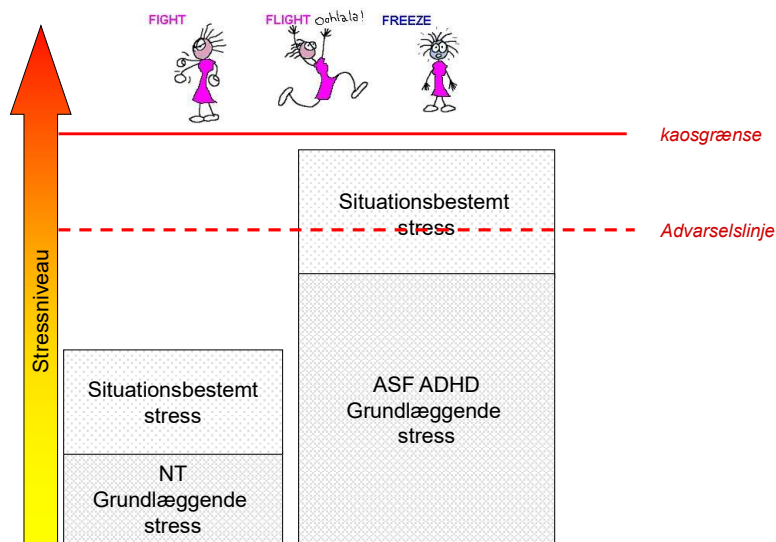 FIGHT
FLIGHT
Oohlala!
FREEZE
kaosgrænse
Situationsbestemt
stress
Advarselslinje
Stressniveau
Situationsbestemt
stress
ASF ADHD
Grundlæggende
stress
NT
Grundlæggende
stress